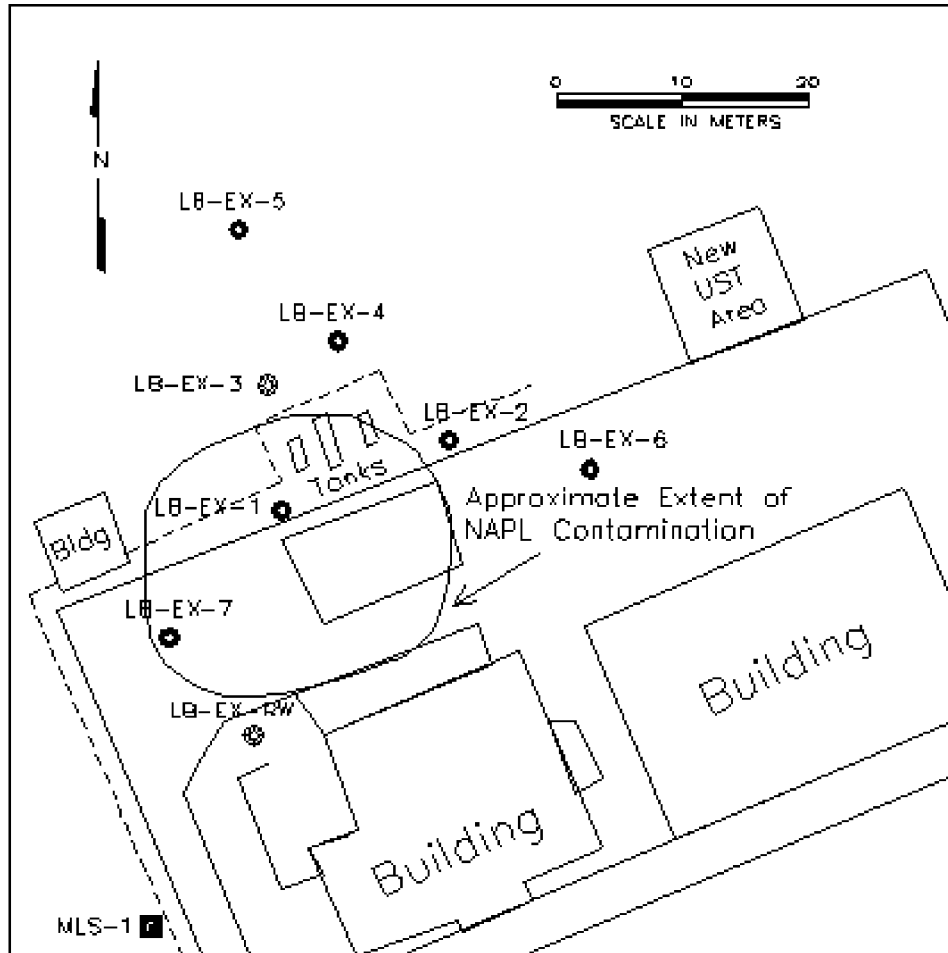 0 10 20
SCALE IN METERS
N
LB-EX-5
New
UST
Area
LB-EX-4
LB-EX-3
LB-EX-2
LB-EX-6
Tanks
LB-EX-1
Approximate Extent of
NAPL Contamination
Bldg
LB-EX-7
Building
LB-EX-RW
Building
MLS-1